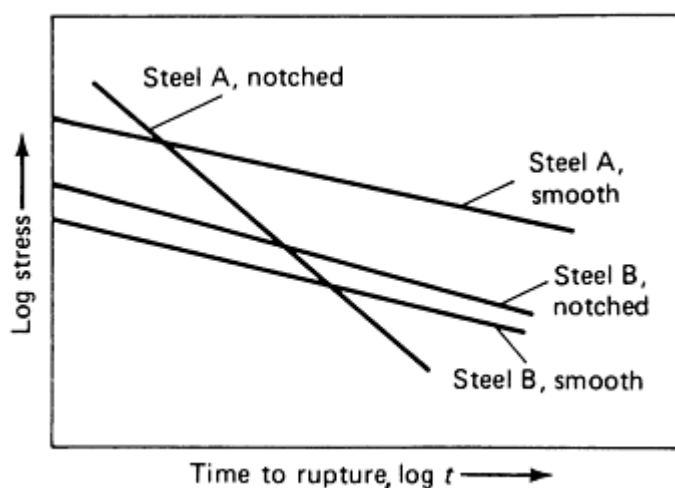 Steel A, notched
Steel A,
smooth
Steel B,
notched
Steel B, smooth
Log stress
Time to rupture, log t